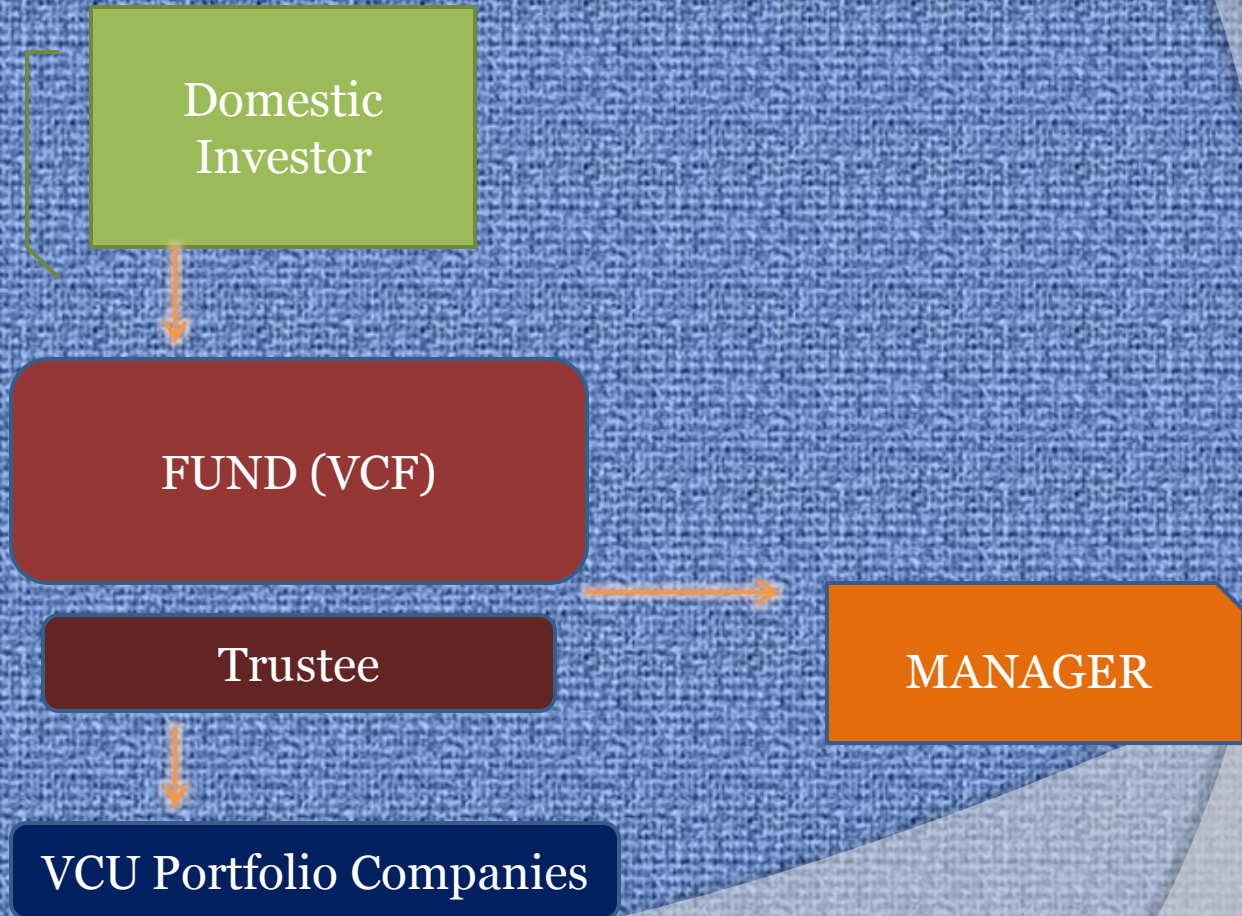 Domestic
Investor
FUND (VCF)
Trustee
MANAGER
VCU Portfolio Companies